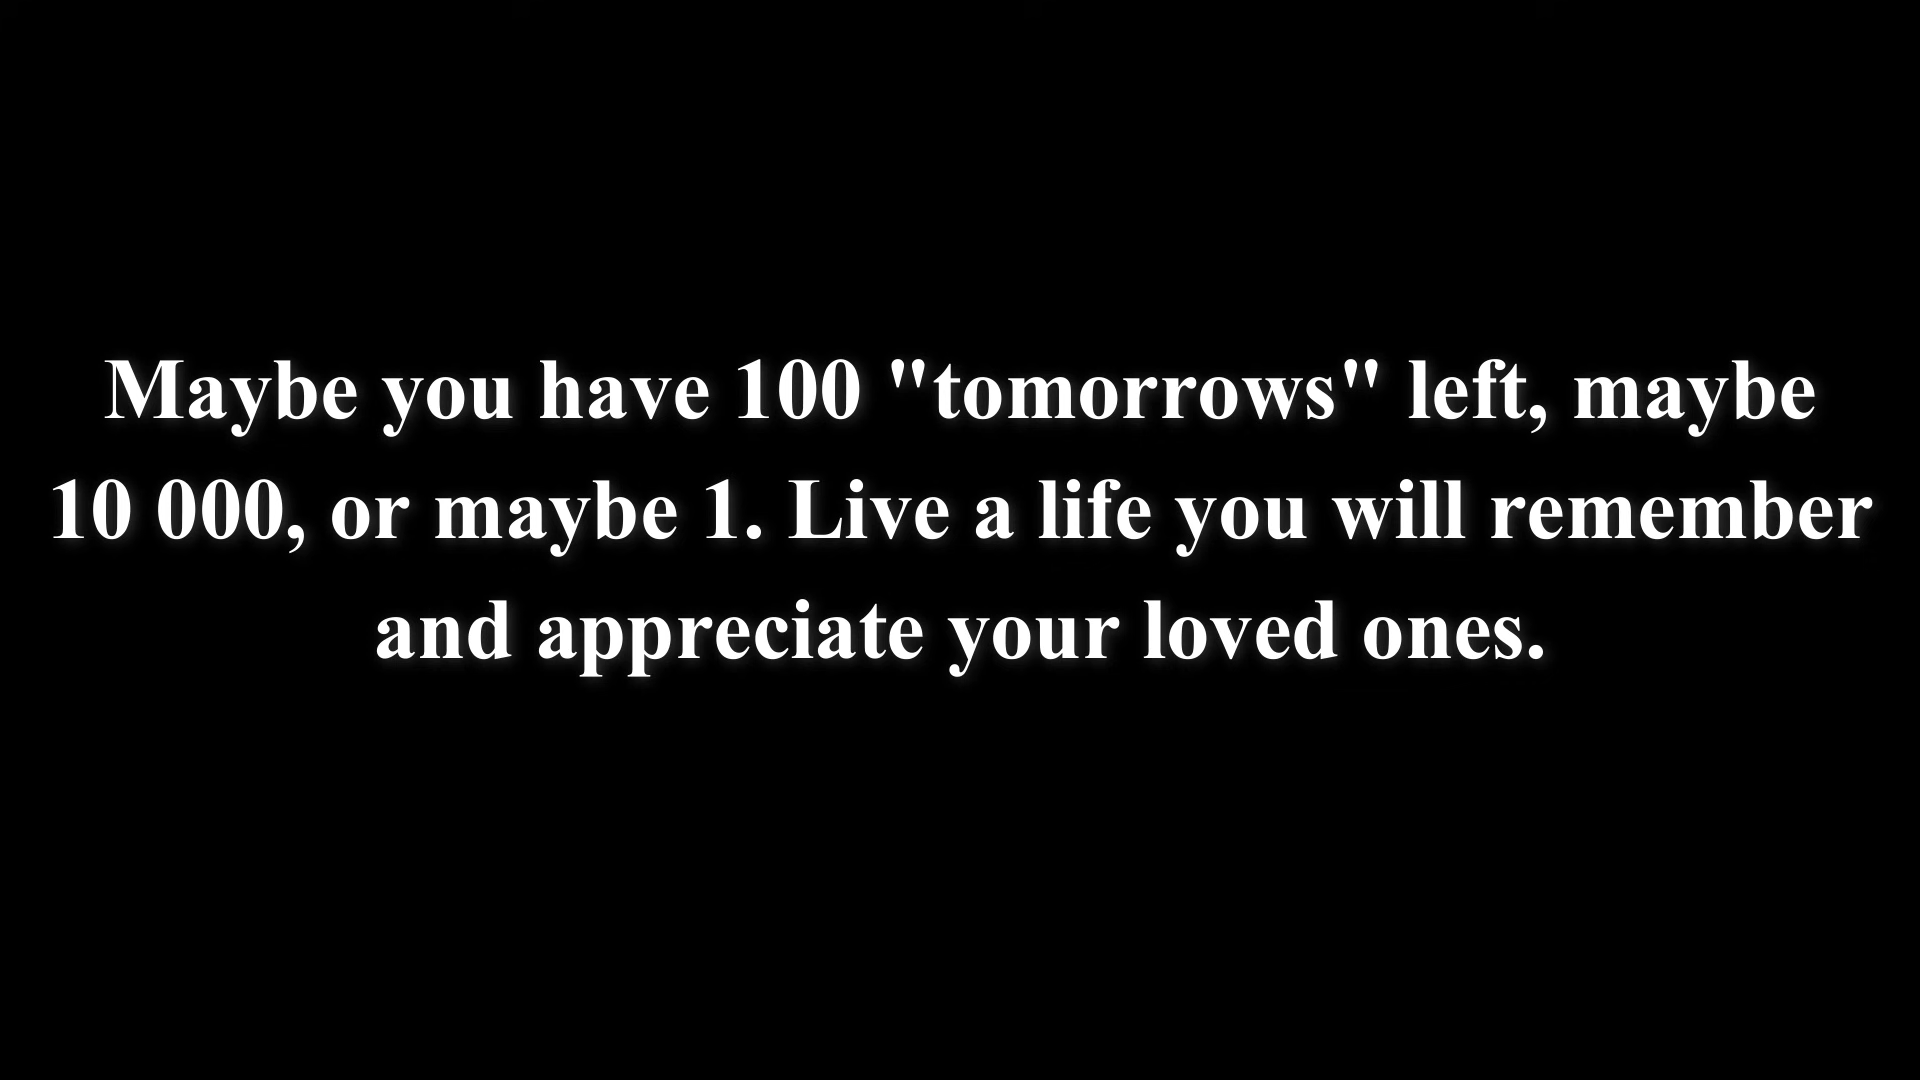 Maybe you have 100 "tomorrows" left, maybe
10 000, or maybe 1. Live a life you will remember
and appreciate your loved ones.